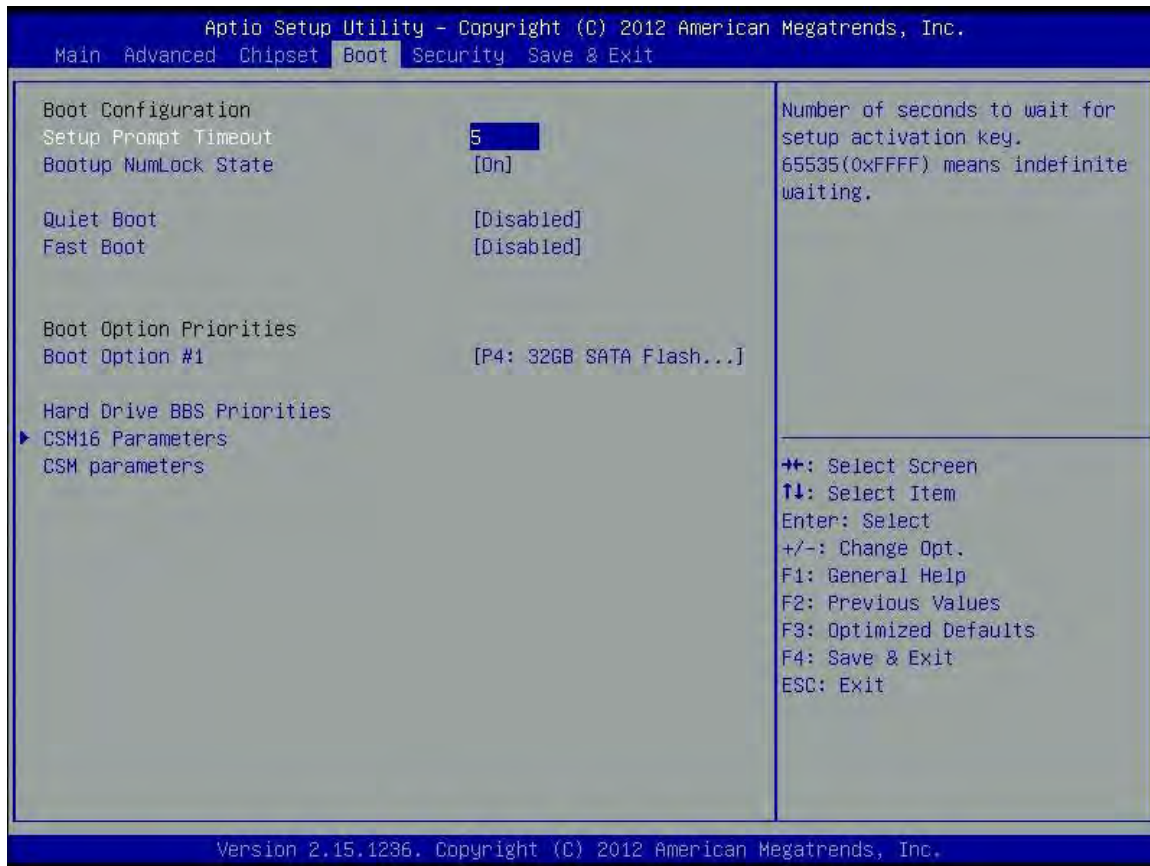 Aptio Setup Utility – Copyright (C) 2012 American Megatrends, Inc.
Main Advanced Chipset Boot Security Save & Exit
Boot Configuration
Setup Prompt Timeout 5
Bootup NumLock State [On]
Quiet Boot [Disabled]
Fast Boot [Disabled]
Boot Option Priorities
Boot Option #1 [P4: 32GB SATA Flash...]
Hard Drive BBS Priorities
▶ CSM16 Parameters
CSM parameters
Number of seconds to wait for
setup activation key.
65535(0xFFFF) means indefinite
waiting.
→←: Select Screen
↑↓: Select Item
Enter: Select
+/-: Change Opt.
F1: General Help
F2: Previous Values
F3: Optimized Defaults
F4: Save & Exit
ESC: Exit
Version 2.15.1236. Copyright (C) 2012 American Megatrends, Inc.